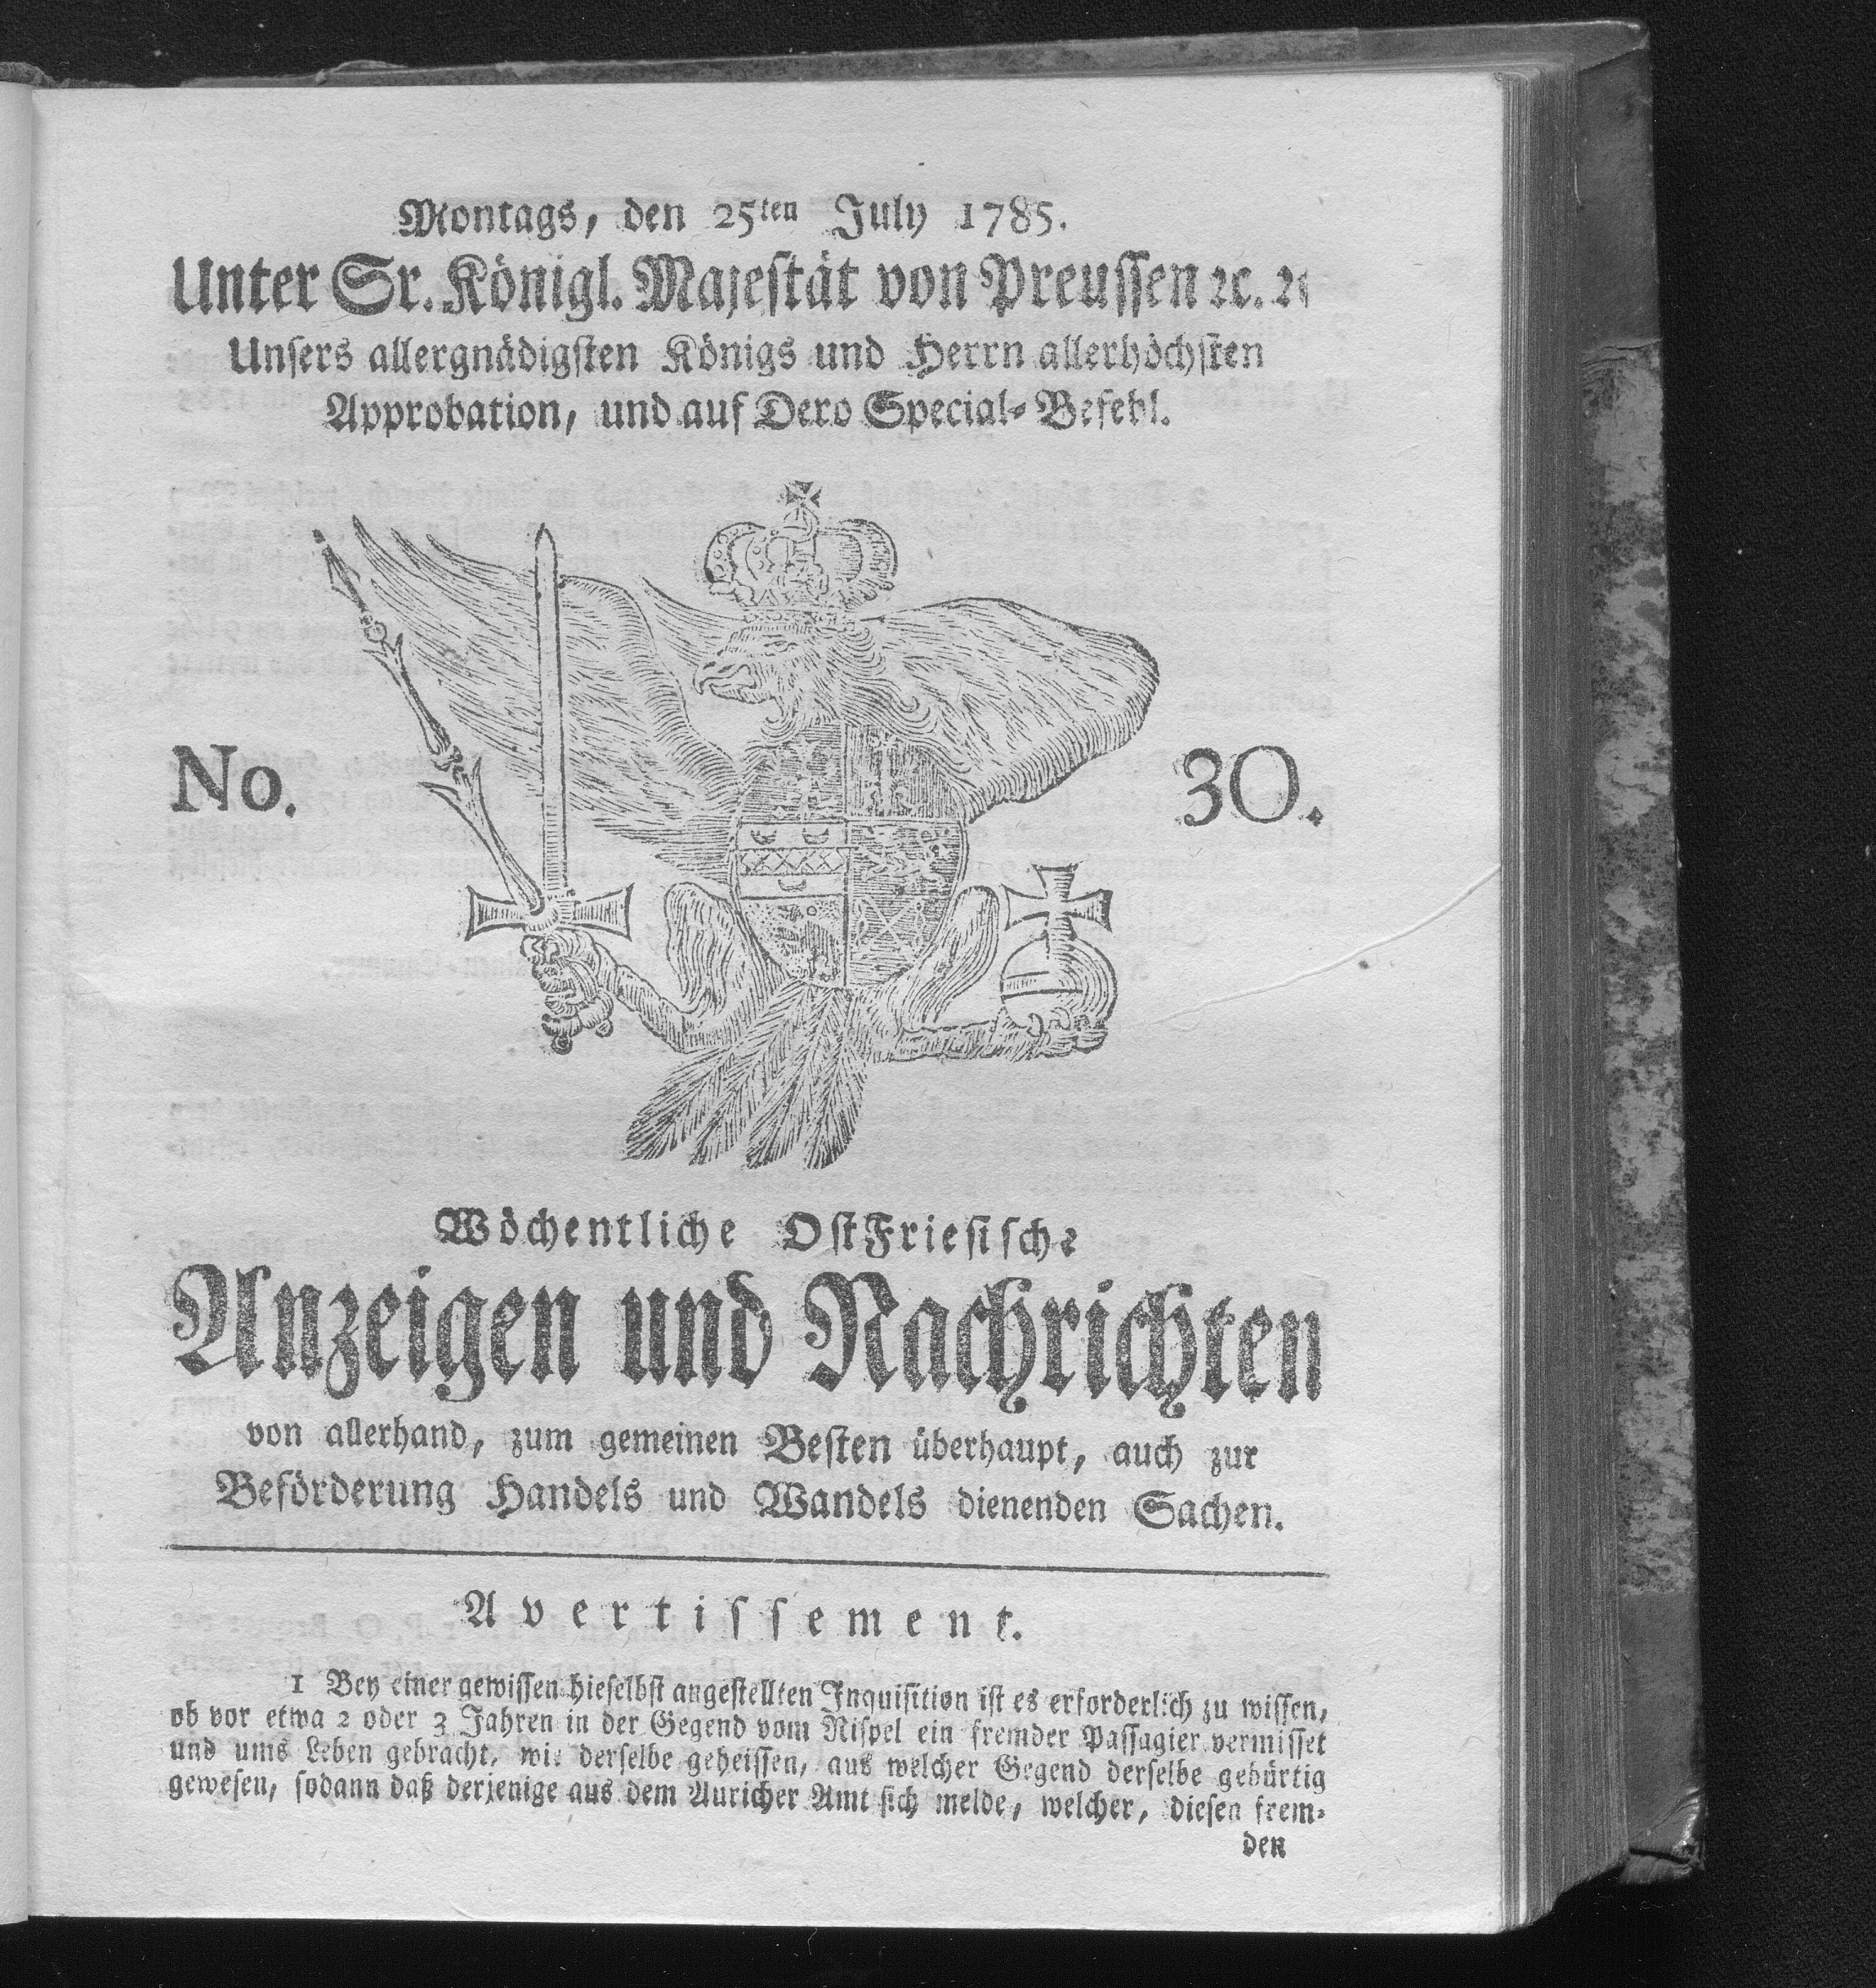 Montags, den 25ten July 1785.
Unter Sr. Königl. Majestät von Preussen ꝛc. ꝛc
Unsers allergnädigsten Königs und Herrn allerhöchsten
Approbation, und auf Dero Special-Befehl.
No. 30.
Wöchentliche OstFriesische
Anzeigen und Nachrichten
von allerhand, zum gemeinen Besten überhaupt, auch zur
Beförderung Handels und Wandels dienenden Sachen.
Avertissement.
1 Bey einer gewissen hieselbst angestellten Inquisition ist es erforderlich zu wissen,
ob vor etwa 2 oder 3 Jahren in der Gegend vom Rispel ein fremder Passagier vermisset
und ums Leben gebracht, wie derselbe geheissen, aus welcher Gegend derselbe gebürtig
gewesen, sodann daß derjenige aus dem Auricher Amt sich melde, welcher, diesen frem-
den